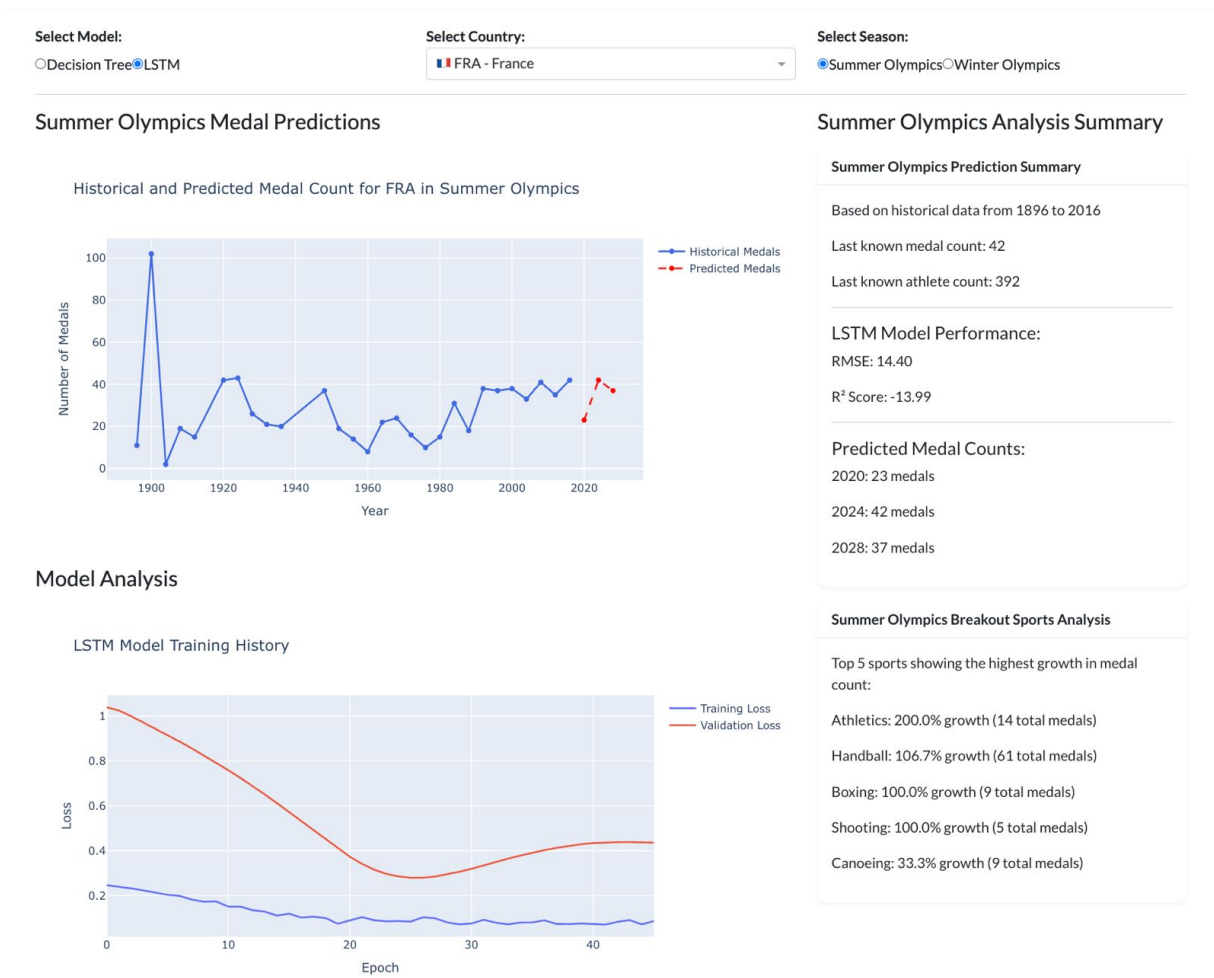 Select Model:
Decision Tree LSTM
Select Country:
FRA - France
Select Season:
Summer Olympics Winter Olympics
Summer Olympics Medal Predictions
Historical and Predicted Medal Count for FRA in Summer Olympics
Historical Medals
Predicted Medals
100
80
60
40
20
0
Number of Medals
1900 1920 1940 1960 1980 2000 2020
Year
Model Analysis
LSTM Model Training History
Training Loss
Validation Loss
1
0.8
0.6
0.4
0.2
Loss
0 10 20 30 40
Epoch
Summer Olympics Analysis Summary
Summer Olympics Prediction Summary
Based on historical data from 1896 to 2016
Last known medal count: 42
Last known athlete count: 392
LSTM Model Performance:
RMSE: 14.40
R² Score: -13.99
Predicted Medal Counts:
2020: 23 medals
2024: 42 medals
2028: 37 medals
Summer Olympics Breakout Sports Analysis
Top 5 sports showing the highest growth in medal
count:
Athletics: 200.0% growth (14 total medals)
Handball: 106.7% growth (61 total medals)
Boxing: 100.0% growth (9 total medals)
Shooting: 100.0% growth (5 total medals)
Canoeing: 33.3% growth (9 total medals)